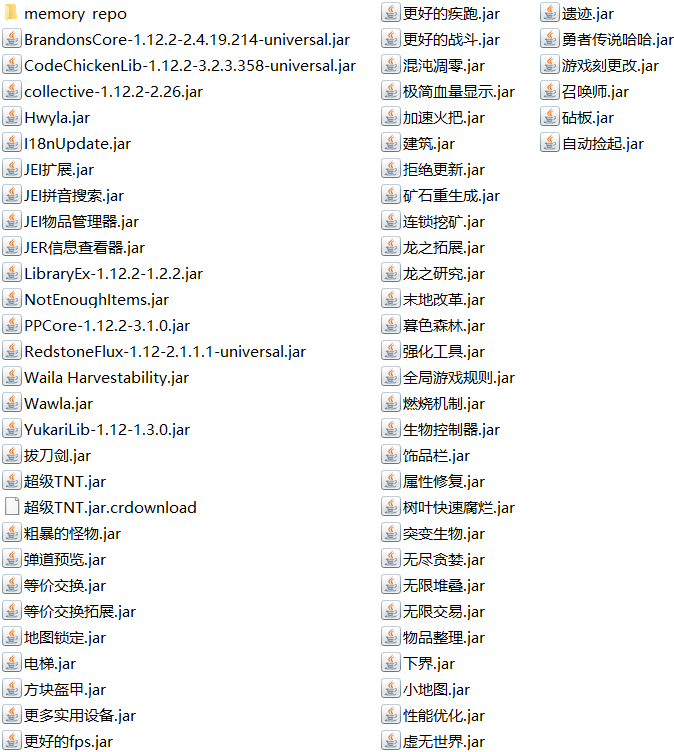 memory_repo
BrandonsCore-1.12.2-2.4.19.214-universal.jar
CodeChickenLib-1.12.2-3.2.3.358-universal.jar
collective-1.12.2-2.26.jar
Hwyla.jar
I18nUpdate.jar
JEI扩展.jar
JEI拼音搜索.jar
JEI物品管理器.jar
JER信息查看器.jar
LibraryEx-1.12.2-1.2.2.jar
NotEnoughItems.jar
PPCore-1.12.2-3.1.0.jar
RedstoneFlux-1.12-2.1.1.1-universal.jar
Waila Harvestability.jar
Wawla.jar
YukariLib-1.12-1.3.0.jar
拔刀剑.jar
超级TNT.jar
超级TNT.jar.crdownload
粗暴的怪物.jar
弹道预览.jar
等价交换.jar
等价交换拓展.jar
地图锁定.jar
电梯.jar
方块盔甲.jar
更多实用设备.jar
更好的fps.jar
更好的疾跑.jar
更好的战斗.jar
混沌凋零.jar
极简血量显示.jar
加速火把.jar
建筑.jar
拒绝更新.jar
矿石重生成.jar
连锁挖矿.jar
龙之拓展.jar
龙之研究.jar
末地改革.jar
暮色森林.jar
强化工具.jar
全局游戏规则.jar
燃烧机制.jar
生物控制器.jar
饰品栏.jar
属性修复.jar
树叶快速腐烂.jar
突变生物.jar
无尽贪婪.jar
无限堆叠.jar
无限交易.jar
物品整理.jar
下界.jar
小地图.jar
性能优化.jar
虚无世界.jar
遗迹.jar
勇者传说哈哈.jar
游戏刻更改.jar
召唤师.jar
砧板.jar
自动捡起.jar